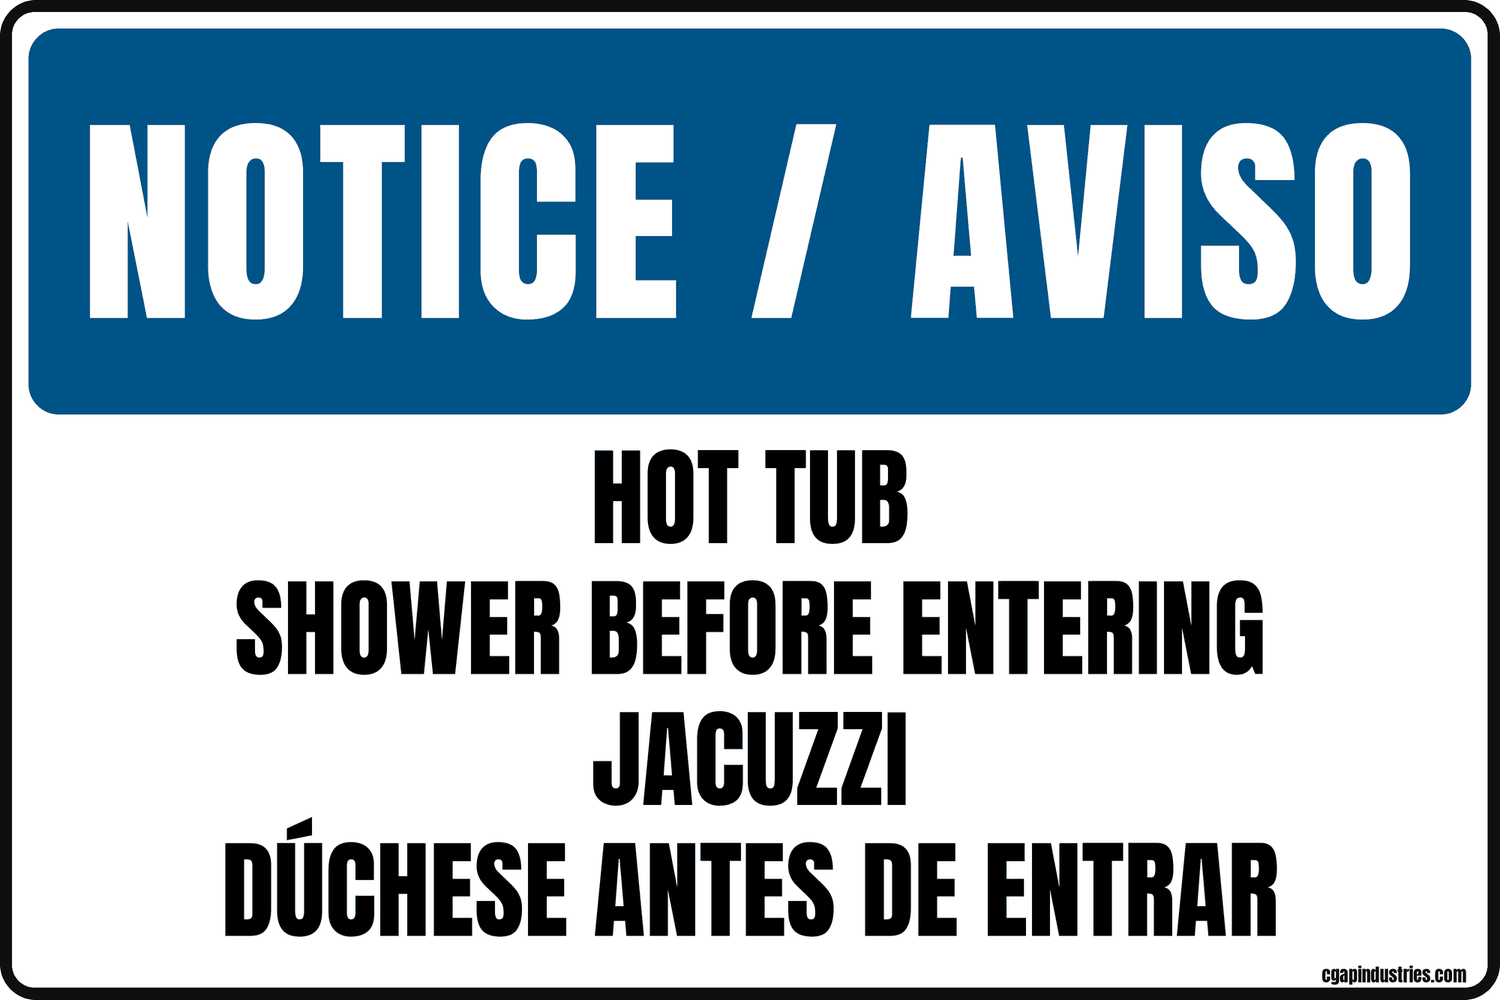 NOTICE / AVISO
HOT TUB
SHOWER BEFORE ENTERING
JACUZZI
DÚCHESE ANTES DE ENTRAR
cgapindustries.com